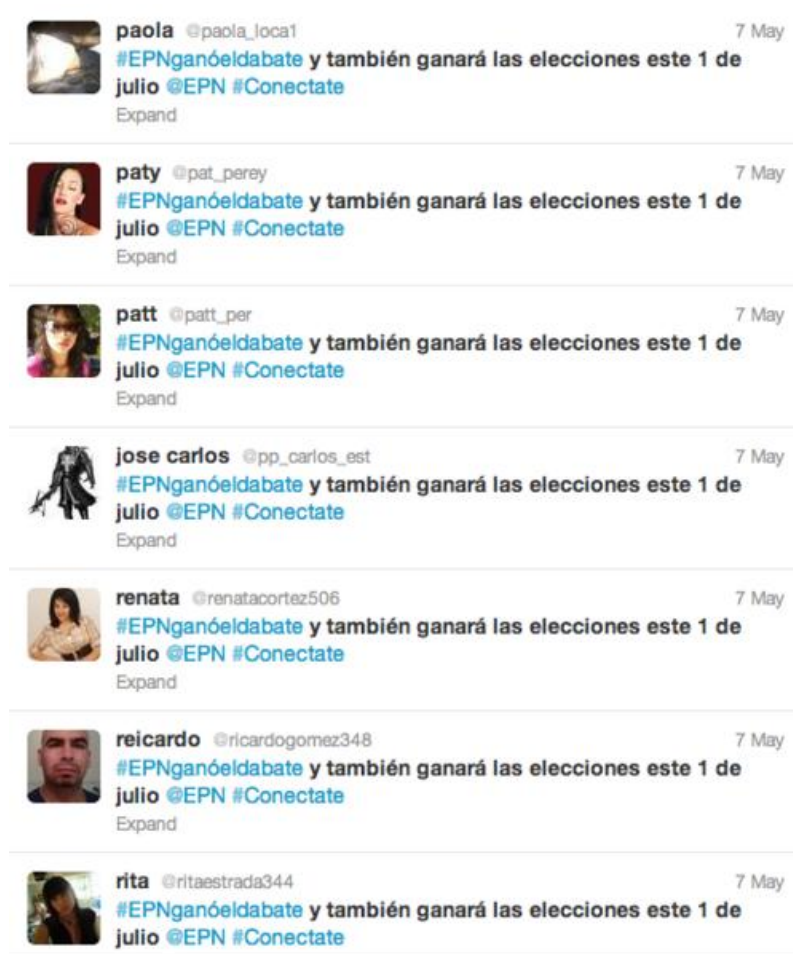 paola @paola_loca1 7 May
#EPNganóeldabate y también ganará las elecciones este 1 de
julio @EPN #Conectate
Expand
paty @pat_perey 7 May
#EPNganóeldabate y también ganará las elecciones este 1 de
julio @EPN #Conectate
Expand
patt @patt_per 7 May
#EPNganóeldabate y también ganará las elecciones este 1 de
julio @EPN #Conectate
Expand
jose carlos @pp_carlos_est 7 May
#EPNganóeldabate y también ganará las elecciones este 1 de
julio @EPN #Conectate
Expand
renata @renatacortez506 7 May
#EPNganóeldabate y también ganará las elecciones este 1 de
julio @EPN #Conectate
Expand
reicardo @ricardogomez348 7 May
#EPNganóeldabate y también ganará las elecciones este 1 de
julio @EPN #Conectate
Expand
rita @ritaestrada344 7 May
#EPNganóeldabate y también ganará las elecciones este 1 de
julio @EPN #Conectate